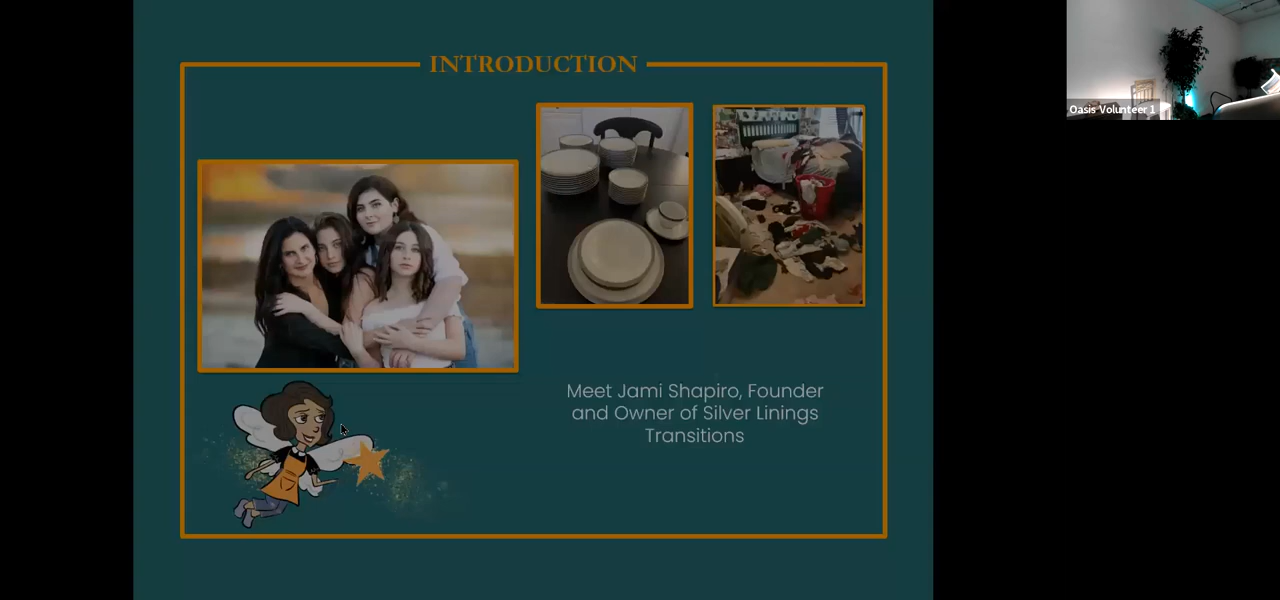 INTRODUCTION
Oasis Volunteer 1
Meet Jami Shapiro, Founder
and Owner of Silver Linings
Transitions